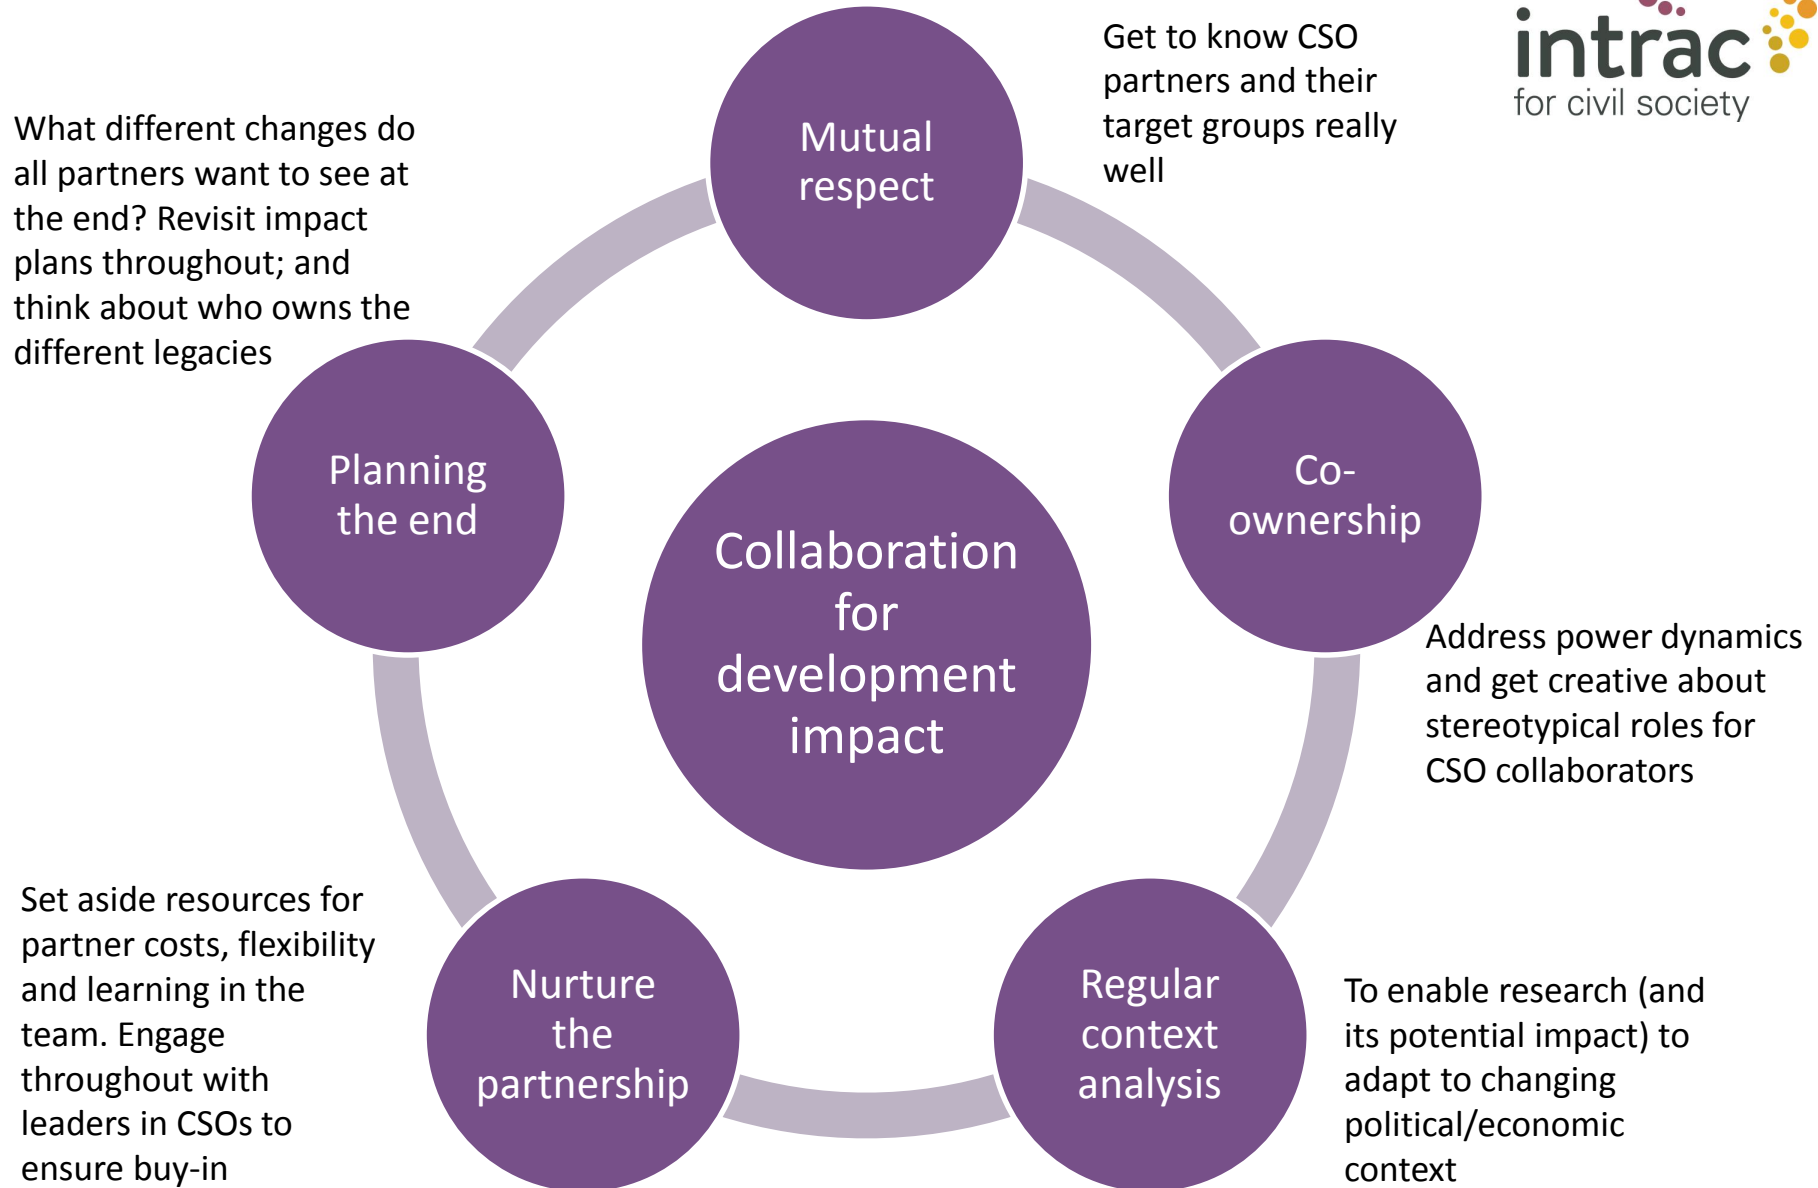 intrac
for civil society
Mutual
respect
Get to know CSO
partners and their
target groups really
well
Co-
ownership
Address power dynamics
and get creative about
stereotypical roles for
CSO collaborators
Regular
context
analysis
To enable research (and
its potential impact) to
adapt to changing
political/economic
context
Nurture
the
partnership
Set aside resources for
partner costs, flexibility
and learning in the
team. Engage
throughout with
leaders in CSOs to
ensure buy-in
Planning
the end
What different changes do
all partners want to see at
the end? Revisit impact
plans throughout; and
think about who owns the
different legacies
Collaboration
for
development
impact